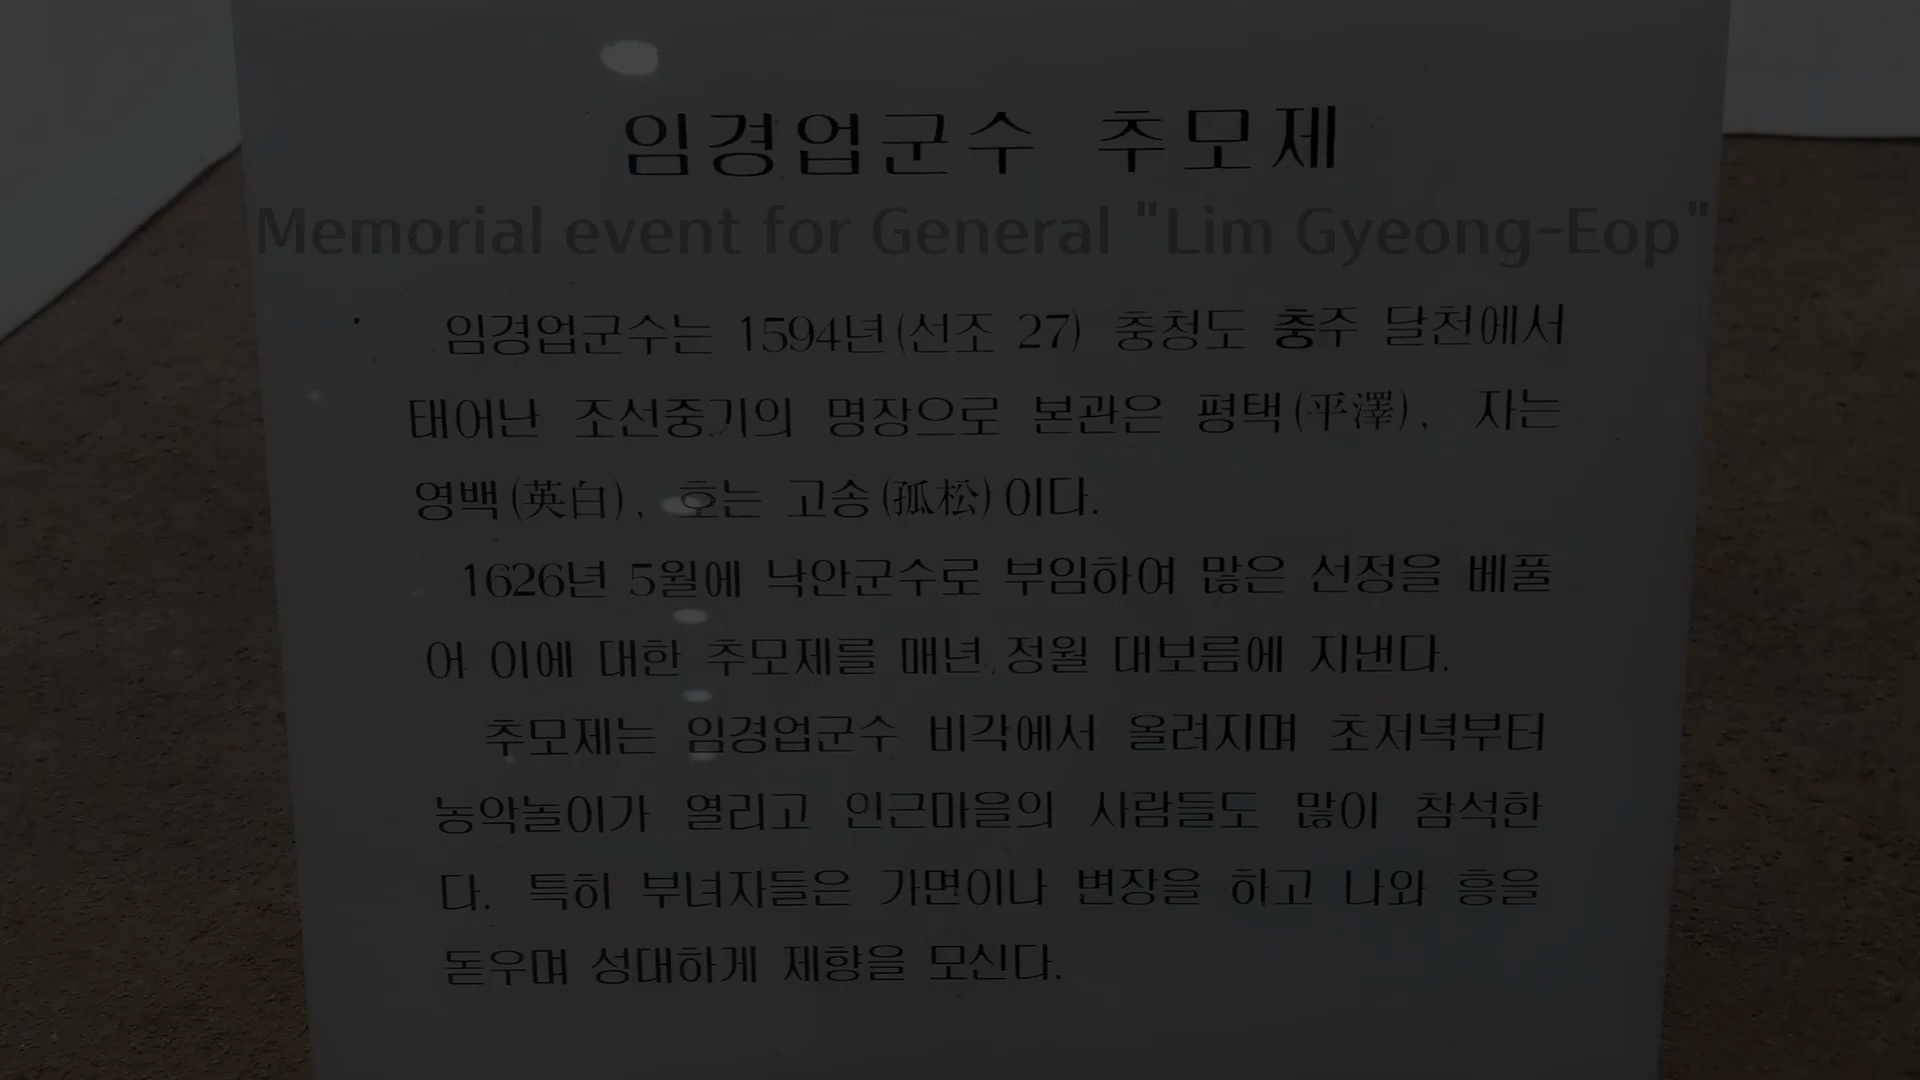 임경업군수 추모제
Memorial event for General "Lim Gyeong-Eop"
임경업군수는 1594년(선조 27) 충청도 충주 달천에서
태어난 조선중기의 명장으로 본관은 평택(平澤), 자는
영백(英白), 호는 고송(孤松)이다.
1626년 5월에 낙안군수로 부임하여 많은 선정을 베풀
어 이에 대한 추모제를 매년 정월 대보름에 지낸다.
추모제는 임경업군수 비각에서 올려지며 초저녁부터
농악놀이가 열리고 인근마을의 사람들도 많이 참석한
다. 특히 부녀자들은 가면이나 변장을 하고 나와 흥을
돋우며 성대하게 제향을 모신다.